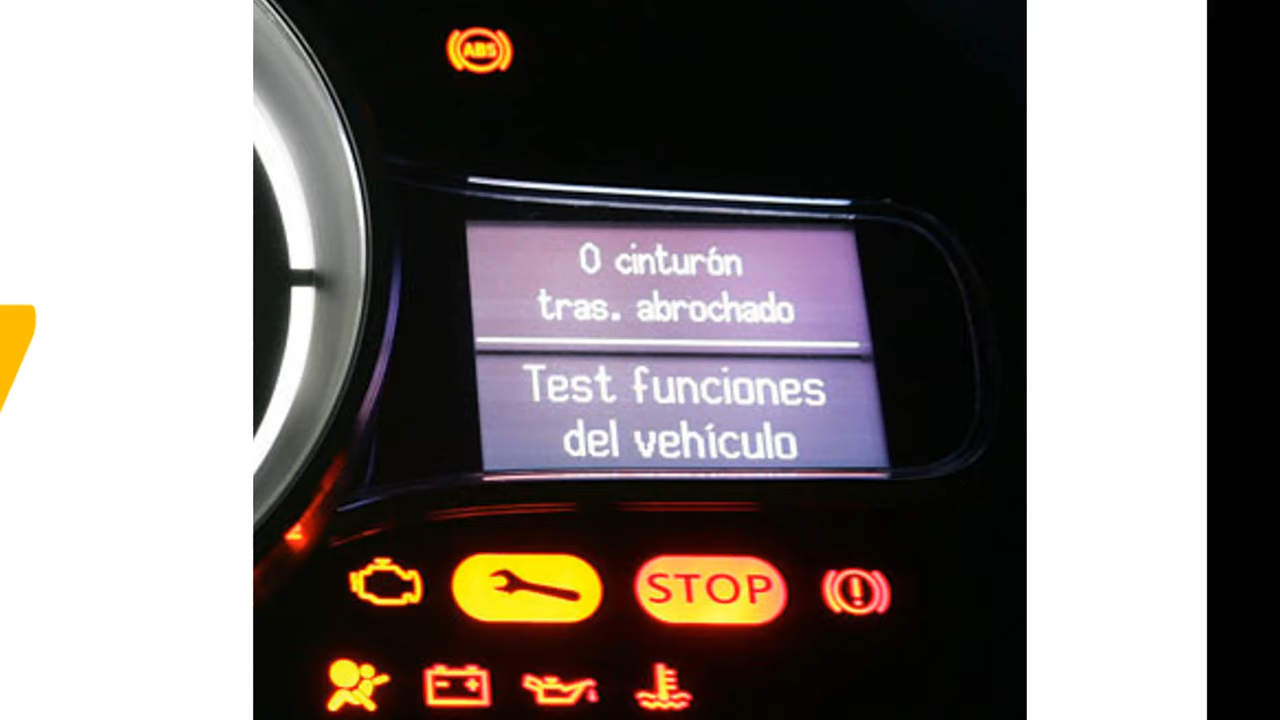 ABS
0 cinturón
tras. abrochado
Test funciones
del vehículo
STOP